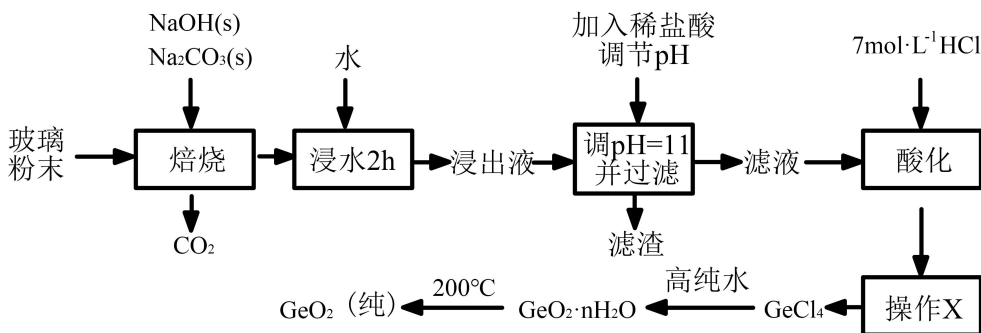 NaOH(s)
Na₂CO₃(s)
水
加入稀盐酸
调节pH
7mol·L⁻¹HCl
玻璃
粉末
焙烧
浸水2h
浸出液
调pH=11
并过滤
滤液
酸化
CO₂
滤渣
GeO₂（纯）
200℃
GeO₂·nH₂O
高纯水
GeCl₄
操作X